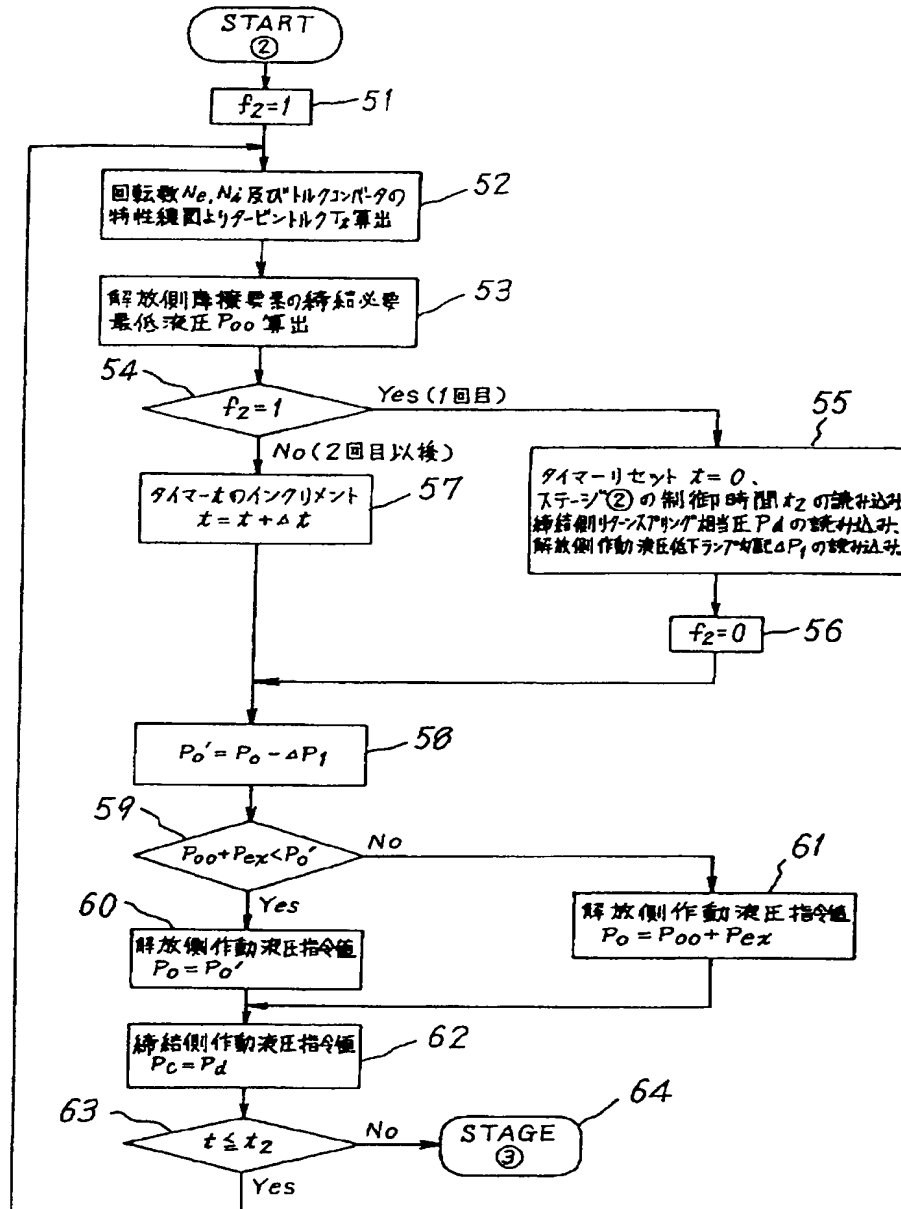 START
②
f₂=1
51
回転数Ne,Ni及びトルクコンバータの
特性線図よりタービントルクTt算出
52
解放側摩擦要素の締結必要
最低液圧Poo算出
53
54
f₂=1
Yes(1回目)
No(2回目以後)
55
タイマーリセット t=0、
ステージ②の制御時間t₂の読み込み
締結側リターンスプリング相当圧Pdの読み込み、
解放側作動液圧低下ランプ勾配ΔP₁の読み込み
タイマーtのインクリメント
t=t+Δt
57
f₂=0
56
Po'=Po-ΔP₁
58
59
Poo+Pex<Po'
No
Yes
60
解放側作動液圧指令値
Po=Po'
61
解放側作動液圧指令値
Po=Poo+Pex
締結側作動液圧指令値
Pc=Pd
62
63
t≦t₂
No
Yes
64
STAGE
③